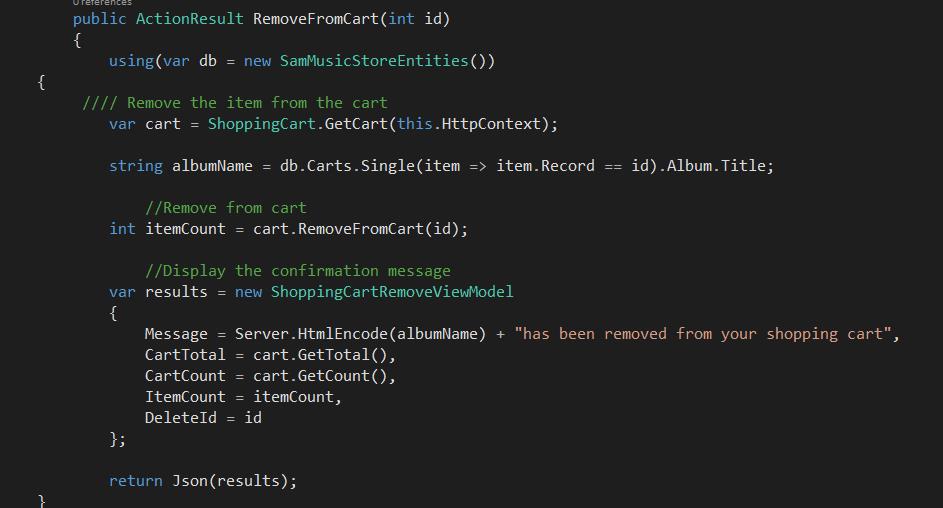 0 references
public ActionResult RemoveFromCart(int id)
{
using(var db = new SamMusicStoreEntities())
{
//// Remove the item from the cart
var cart = ShoppingCart.GetCart(this.HttpContext);
string albumName = db.Carts.Single(item => item.Record == id).Album.Title;
//Remove from cart
int itemCount = cart.RemoveFromCart(id);
//Display the confirmation message
var results = new ShoppingCartRemoveViewModel
{
Message = Server.HtmlEncode(albumName) + "has been removed from your shopping cart",
CartTotal = cart.GetTotal(),
CartCount = cart.GetCount(),
ItemCount = itemCount,
DeleteId = id
};
return Json(results);
}